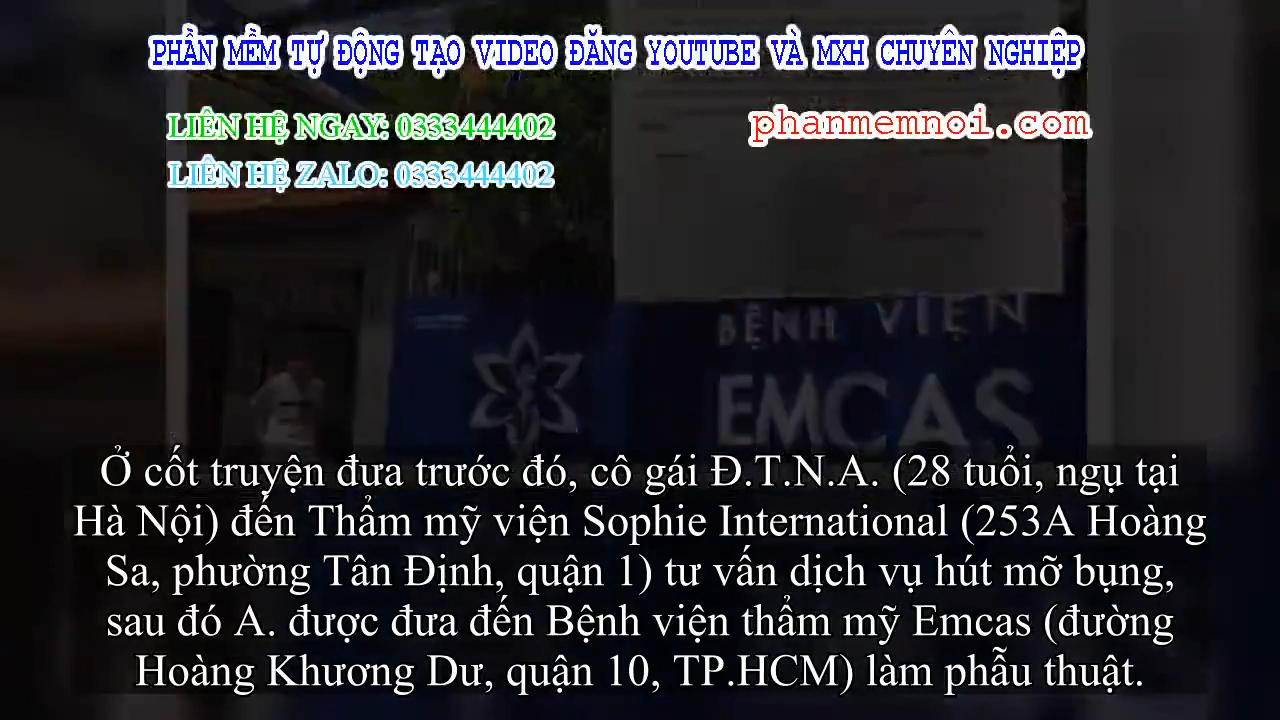 PHẦN MỀM TỰ ĐỘNG TẠO VIDEO ĐĂNG YOUTUBE VÀ MXH CHUYÊN NGHIỆP
LIÊN HỆ NGAY: 0333444402
phanmemnoi.com
LIÊN HỆ ZALO: 0333444402
BỆNH VIỆN
EMCAS
Ở cốt truyện đưa trước đó, cô gái Đ.T.N.A. (28 tuổi, ngụ tại
Hà Nội) đến Thẩm mỹ viện Sophie International (253A Hoàng
Sa, phường Tân Định, quận 1) tư vấn dịch vụ hút mỡ bụng,
sau đó A. được đưa đến Bệnh viện thẩm mỹ Emcas (đường
Hoàng Khương Dư, quận 10, TP.HCM) làm phẫu thuật.